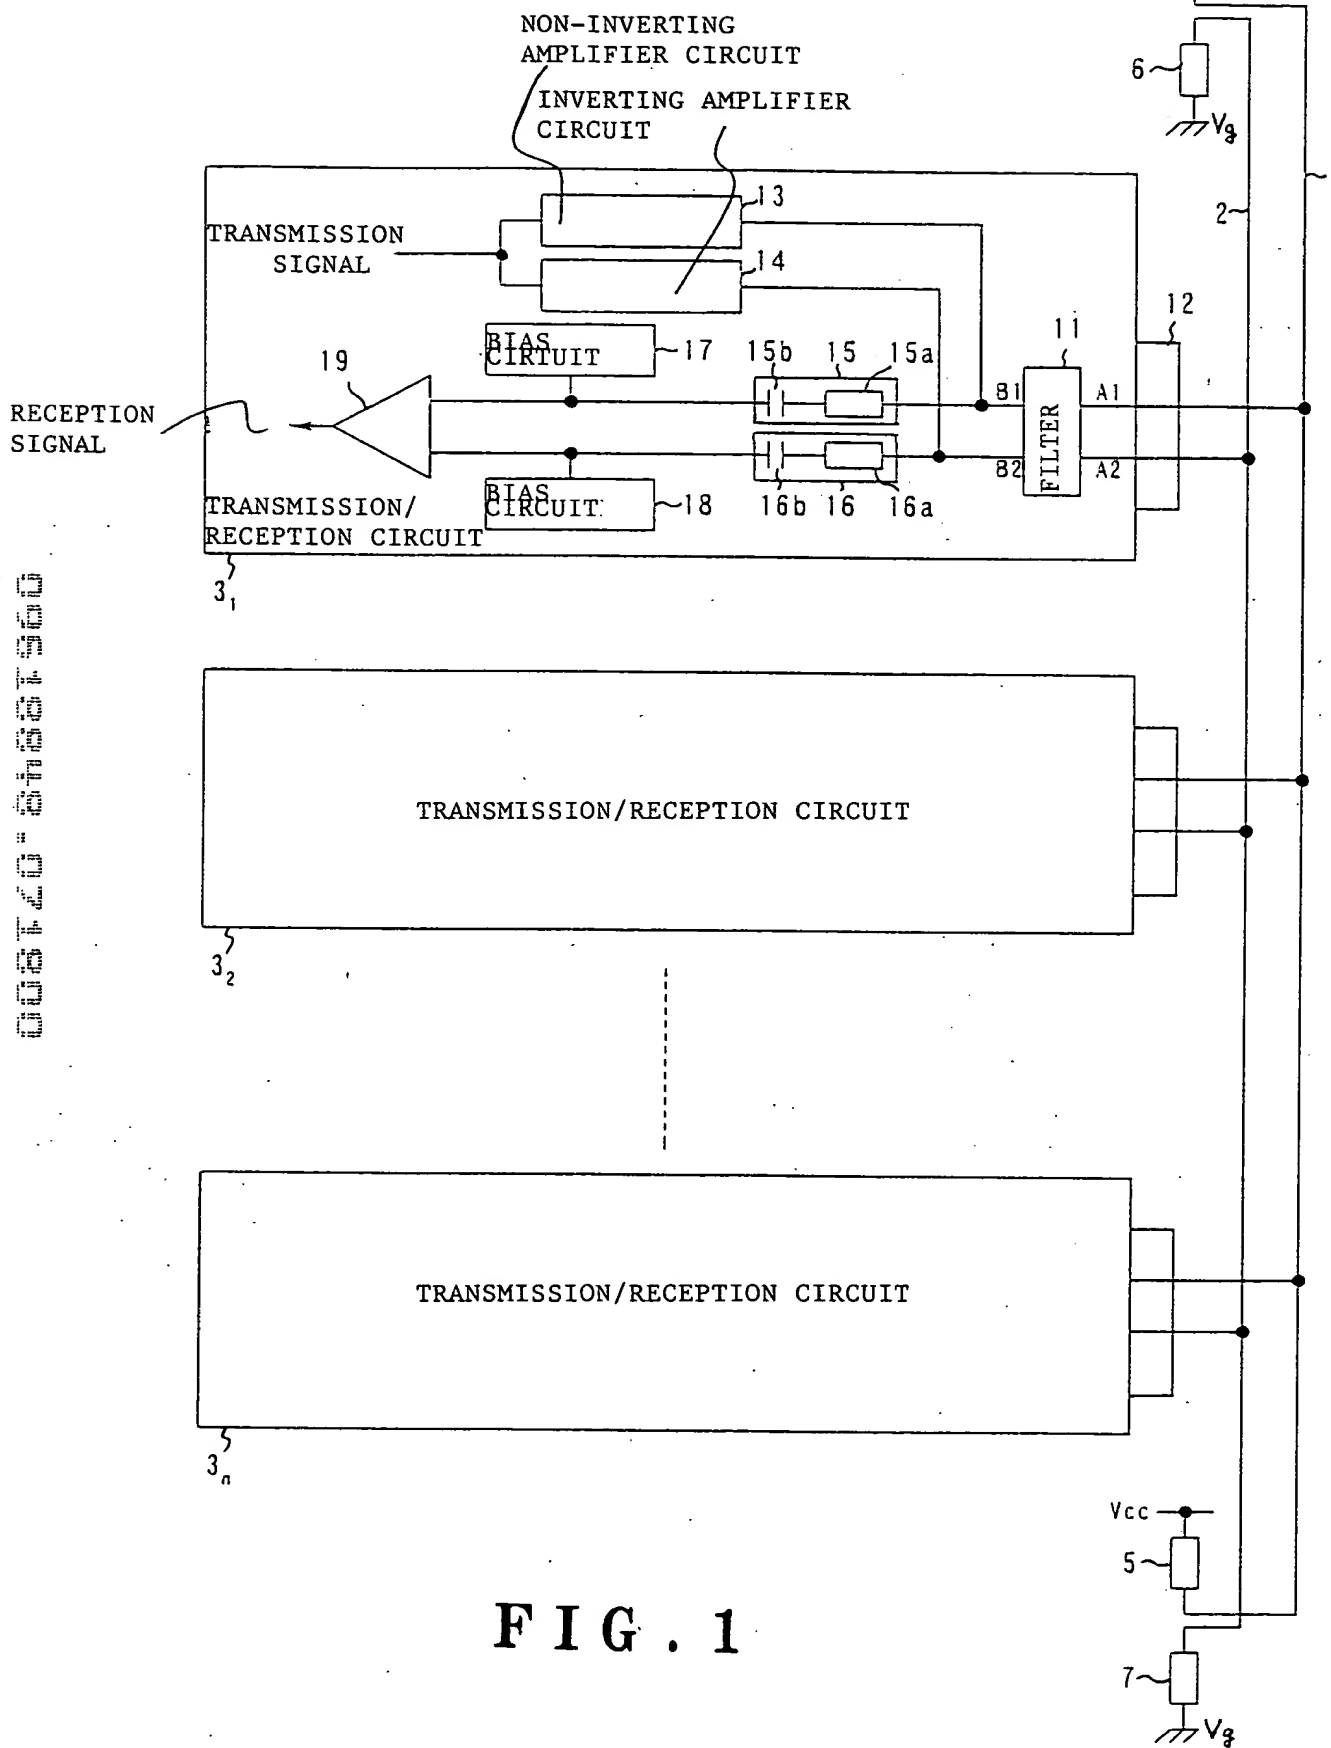 NON-INVERTING
AMPLIFIER CIRCUIT
INVERTING AMPLIFIER
CIRCUIT
6
Vg
2
13
TRANSMISSION
SIGNAL
14
12
11
BIAS
CIRTUIT
17
15b 15 15a
19
B1 A1
RECEPTION
SIGNAL
FILTER
B2 A2
BIAS
CIRCUIT
18
16b 16 16a
TRANSMISSION/
RECEPTION CIRCUIT
31
09618848.071800
TRANSMISSION/RECEPTION CIRCUIT
32
TRANSMISSION/RECEPTION CIRCUIT
3n
Vcc
5
FIG.1
7
Vg